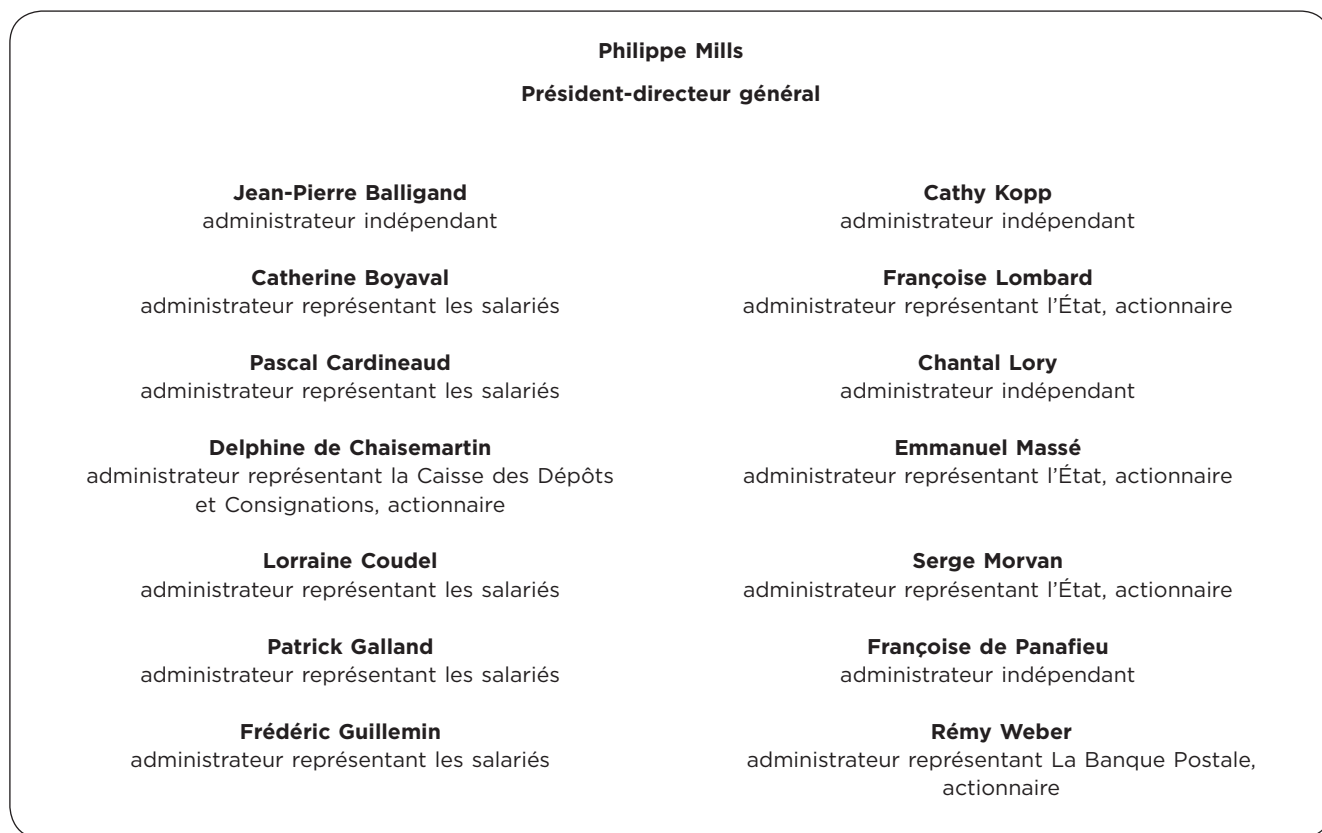 Philippe Mills
Président-directeur général
Jean-Pierre Balligand
administrateur indépendant
Catherine Boyaval
administrateur représentant les salariés
Pascal Cardineaud
administrateur représentant les salariés
Delphine de Chaisemartin
administrateur représentant la Caisse des Dépôts
et Consignations, actionnaire
Lorraine Coudel
administrateur représentant les salariés
Patrick Galland
administrateur représentant les salariés
Frédéric Guillemin
administrateur représentant les salariés
Cathy Kopp
administrateur indépendant
Françoise Lombard
administrateur représentant l'État, actionnaire
Chantal Lory
administrateur indépendant
Emmanuel Massé
administrateur représentant l'État, actionnaire
Serge Morvan
administrateur représentant l'État, actionnaire
Françoise de Panafieu
administrateur indépendant
Rémy Weber
administrateur représentant La Banque Postale,
actionnaire